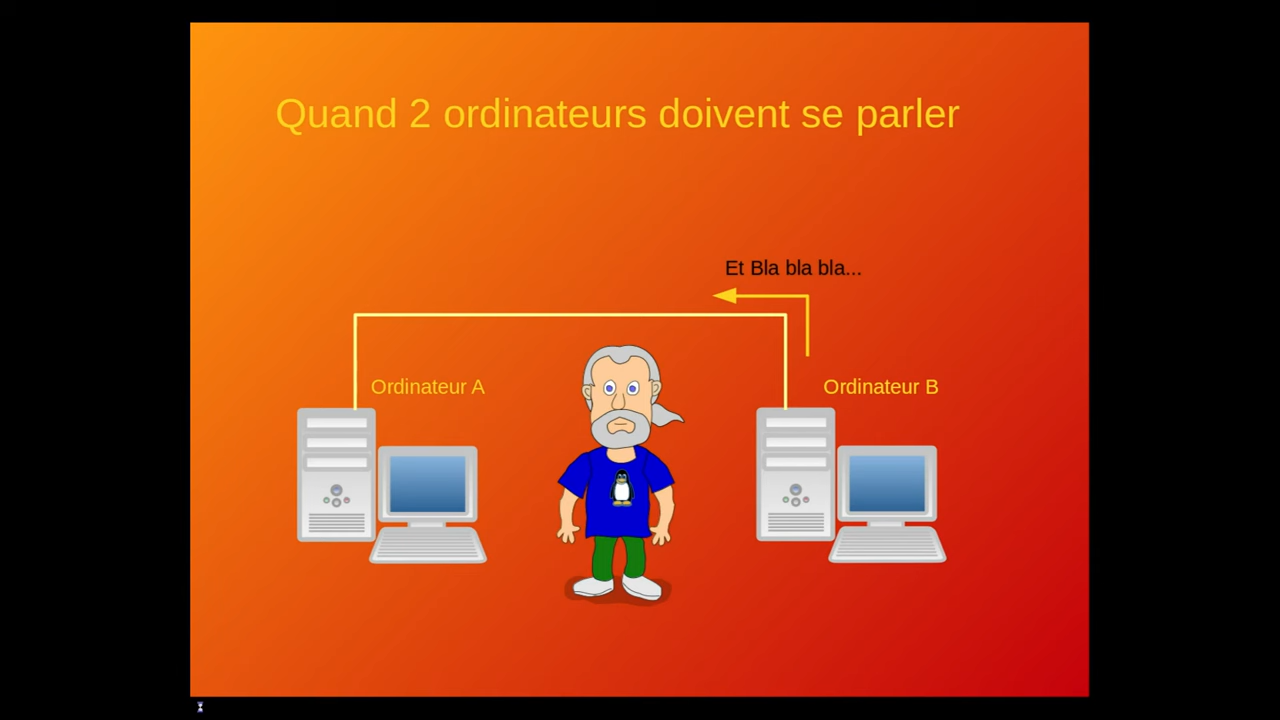 Quand 2 ordinateurs doivent se parler
Et Bla bla bla...
Ordinateur A
Ordinateur B